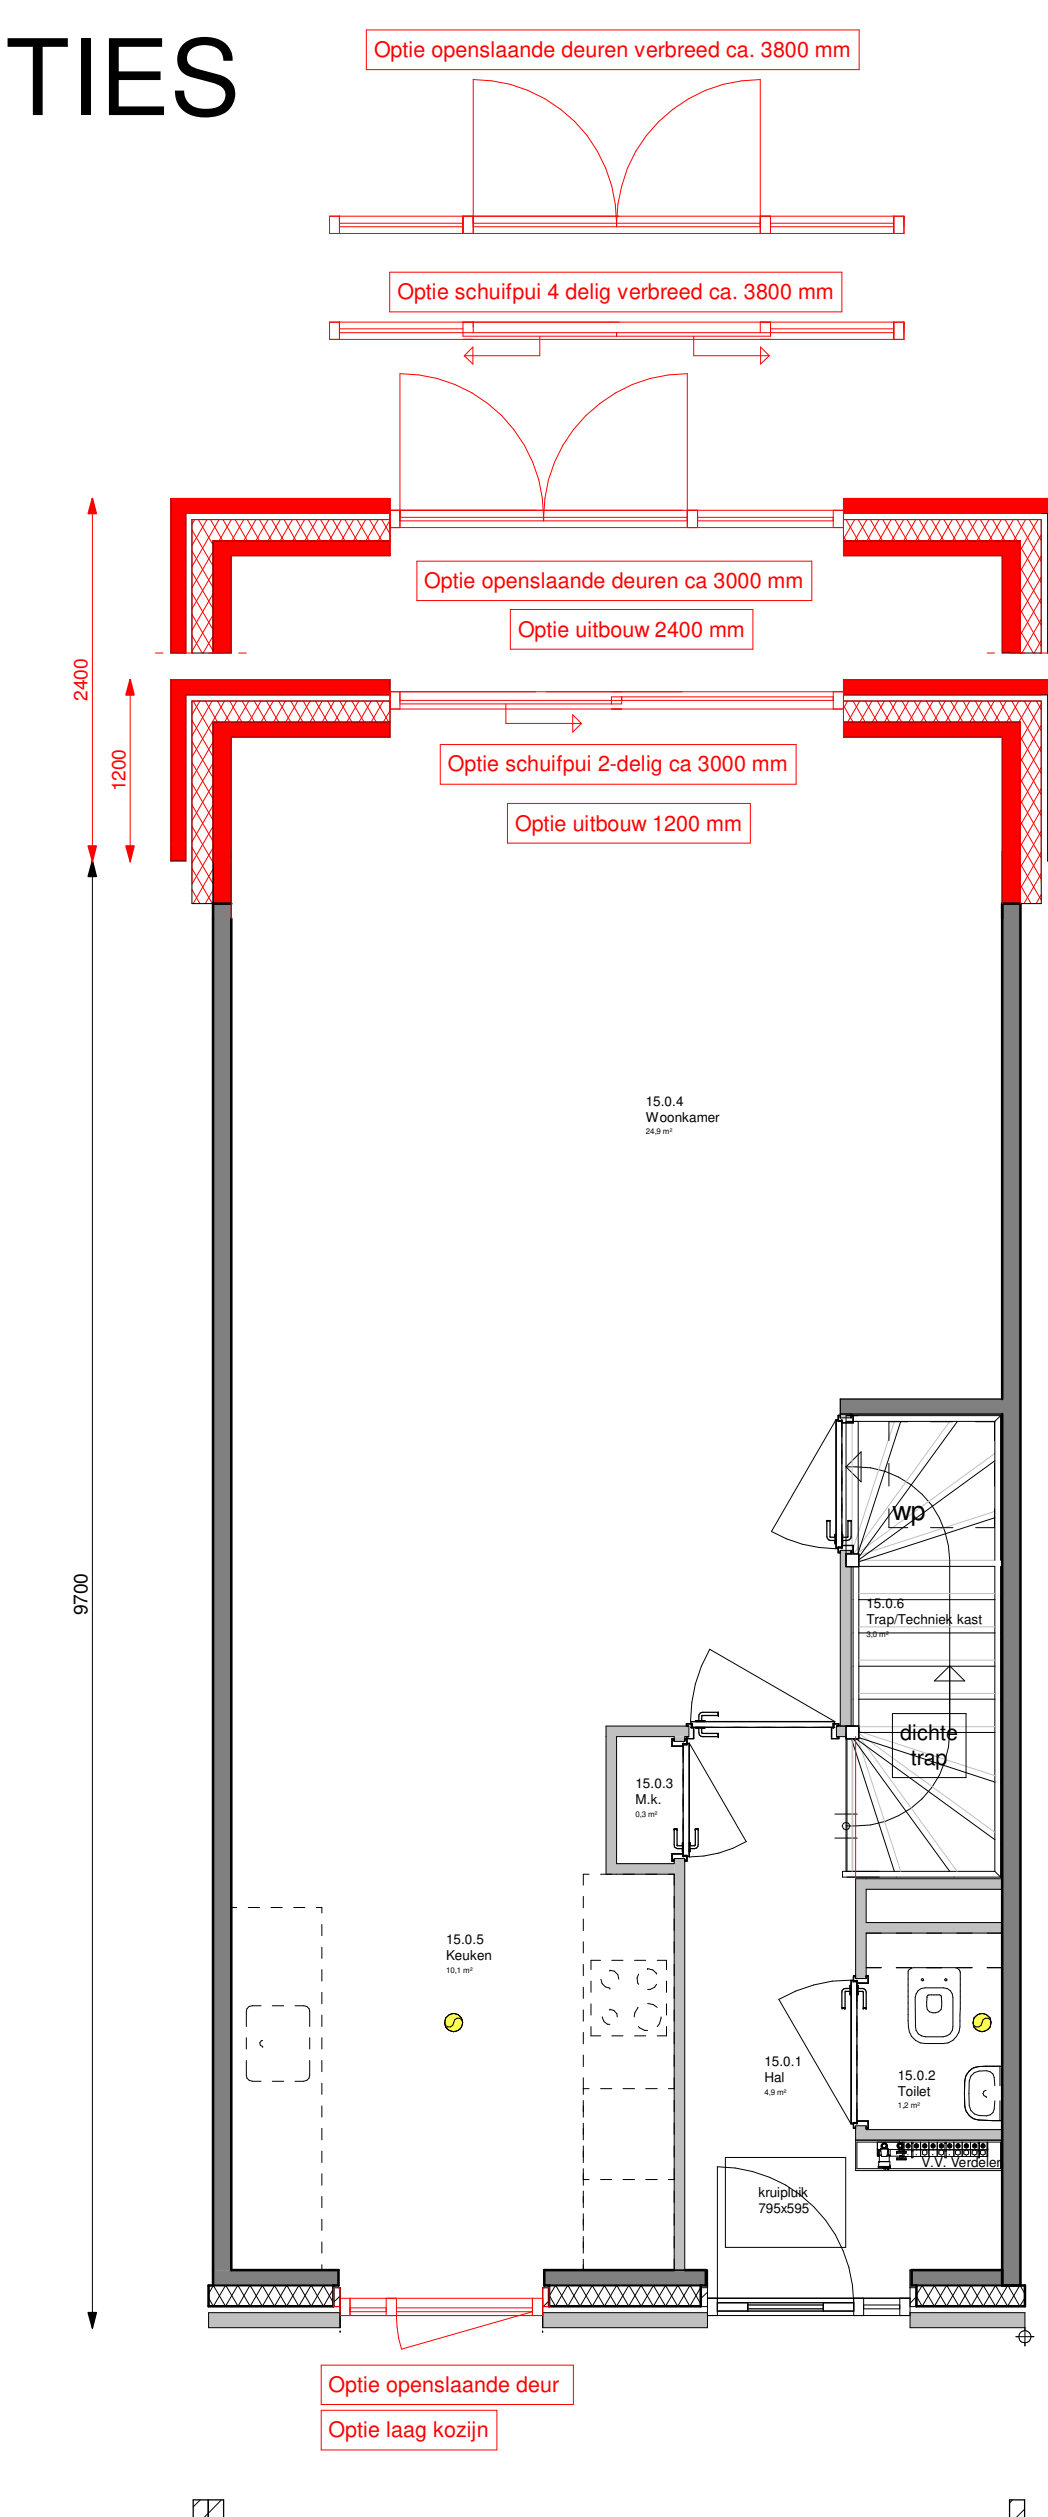 TIES
Optie openslaande deuren verbreed ca. 3800 mm
Optie schuifpui 4 delig verbreed ca. 3800 mm
Optie openslaande deuren ca 3000 mm
Optie uitbouw 2400 mm
2400
1200
Optie schuifpui 2-delig ca 3000 mm
Optie uitbouw 1200 mm
15.0.4
Woonkamer
24,9 m²
wp
9700
15.0.6
Trap/Techniek kast
3,0 m²
dichte
trap
15.0.3
M.k.
0,3 m²
15.0.5
Keuken
10,1 m²
15.0.1
Hal
4,9 m²
15.0.2
Toilet
1,2 m²
V.V. Verdeler
kruipluik
795x595
Optie openslaande deur
Optie laag kozijn